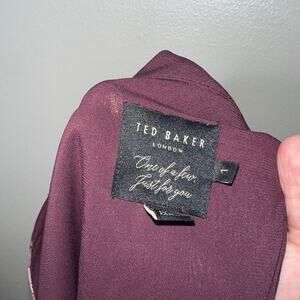 TED BAKER
LONDON
One of a few
Just for you
1